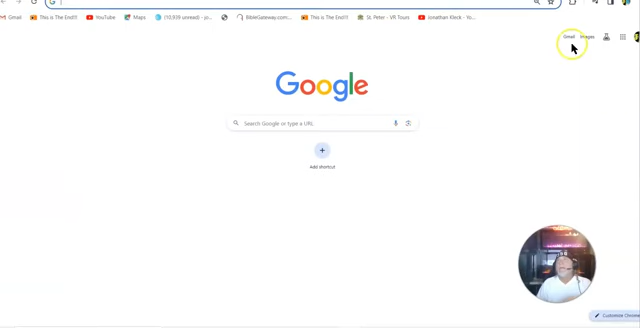 Gmail This is The End!!! YouTube Maps (10,939 unread) - jo... BibleGateway.com:... This is The End!!! St. Peter - VR Tours Jonathan Kleck - Yo...
Gmail Images
Google
Search Google or type a URL
Add shortcut
Customize Chrome